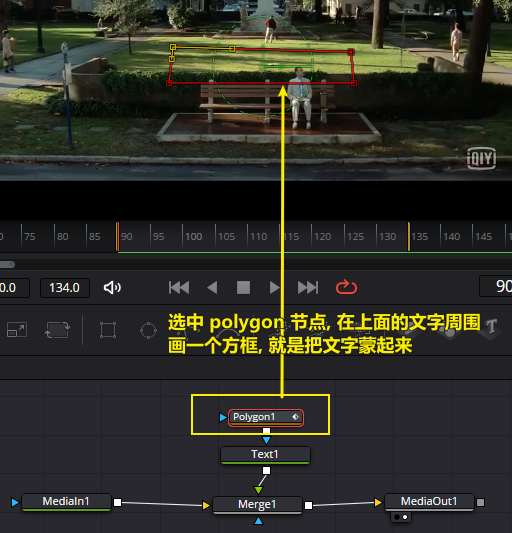 iQIYI
75 80 85 90 95 100 105 110 115 120 125 130 135 140 145
0.0 134.0 90
选中 polygon 节点, 在上面的文字周围
画一个方框, 就是把文字蒙起来
T
Polygon1
Text1
MediaIn1 Merge1 MediaOut1